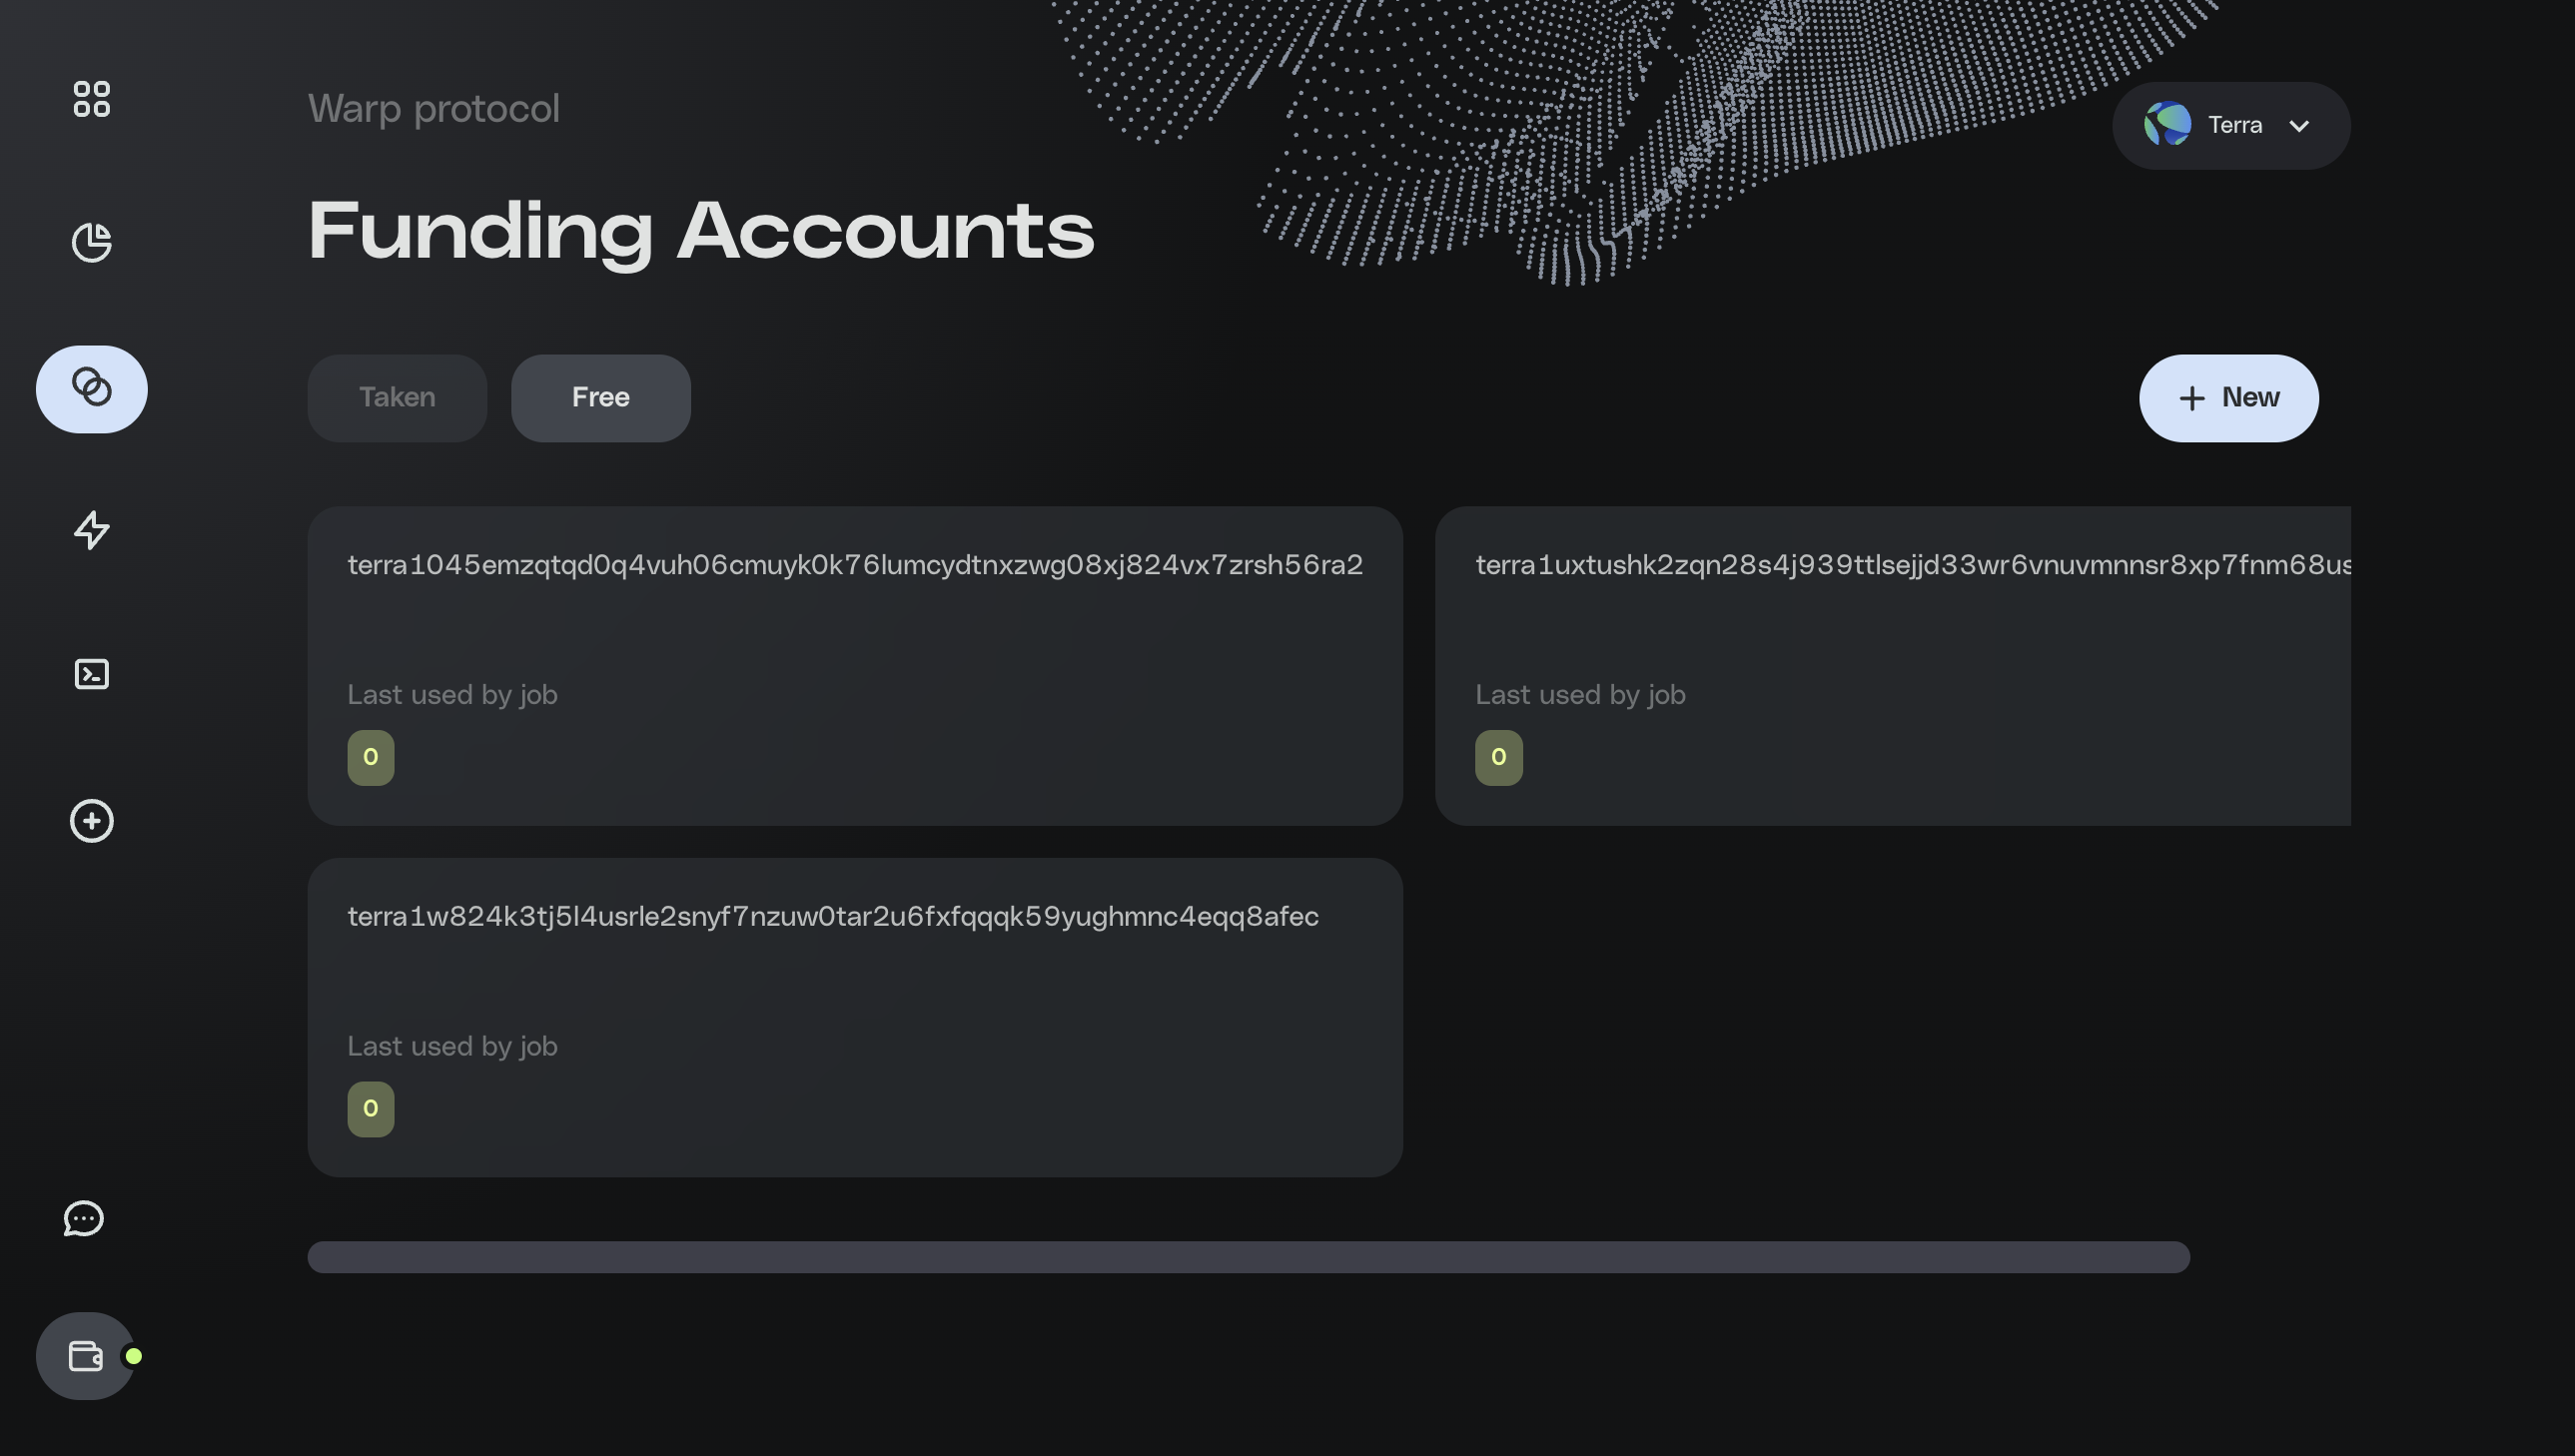 Warp protocol
Terra
Funding Accounts
Taken
Free
New
terra1045emzqtqd0q4vuh06cmuyk0k76lumcydtnxzwg08xj824vx7zrsh56ra2
terra1uxtushk2zqn28s4j939ttlsejjd33wr6vnuvmnnsr8xp7fnm68us
Last used by job
Last used by job
0
0
terra1w824k3tj5l4usrle2snyf7nzuw0tar2u6fxfqqqk59yughmnc4eqq8afec
Last used by job
0